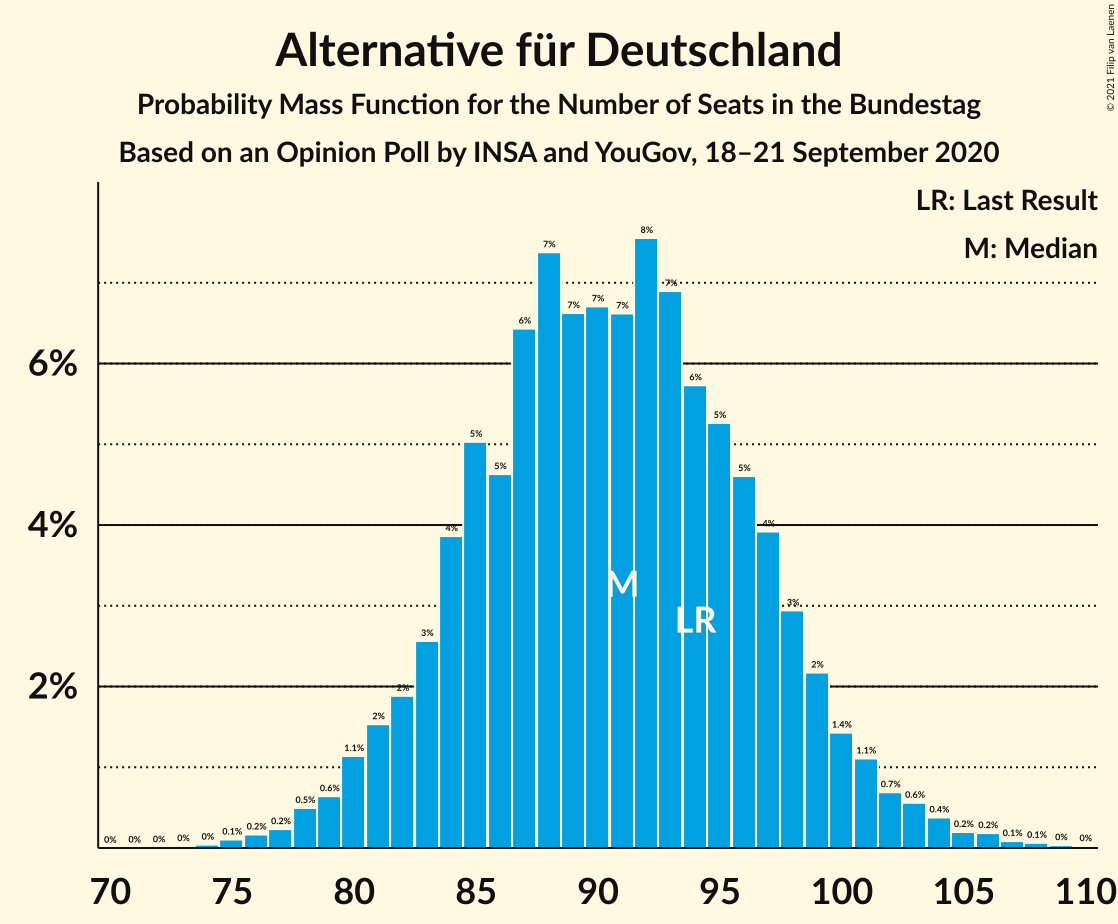 Alternative für Deutschland
Probability Mass Function for the Number of Seats in the Bundestag
Based on an Opinion Poll by INSA and YouGov, 18–21 September 2020
© 2021 Filip van Laenen
LR: Last Result
M: Median
6%
4%
2%
0% 0% 0% 0% 0% 0.1% 0.2% 0.2% 0.5% 0.6% 1.1% 2% 2% 3% 4% 5% 5% 6% 7% 7% 7% 7% 8% 7% 6% 5% 5% 4% 3% 2% 1.4% 1.1% 0.7% 0.6% 0.4% 0.2% 0.2% 0.1% 0.1% 0% 0%
M
LR
70 75 80 85 90 95 100 105 110